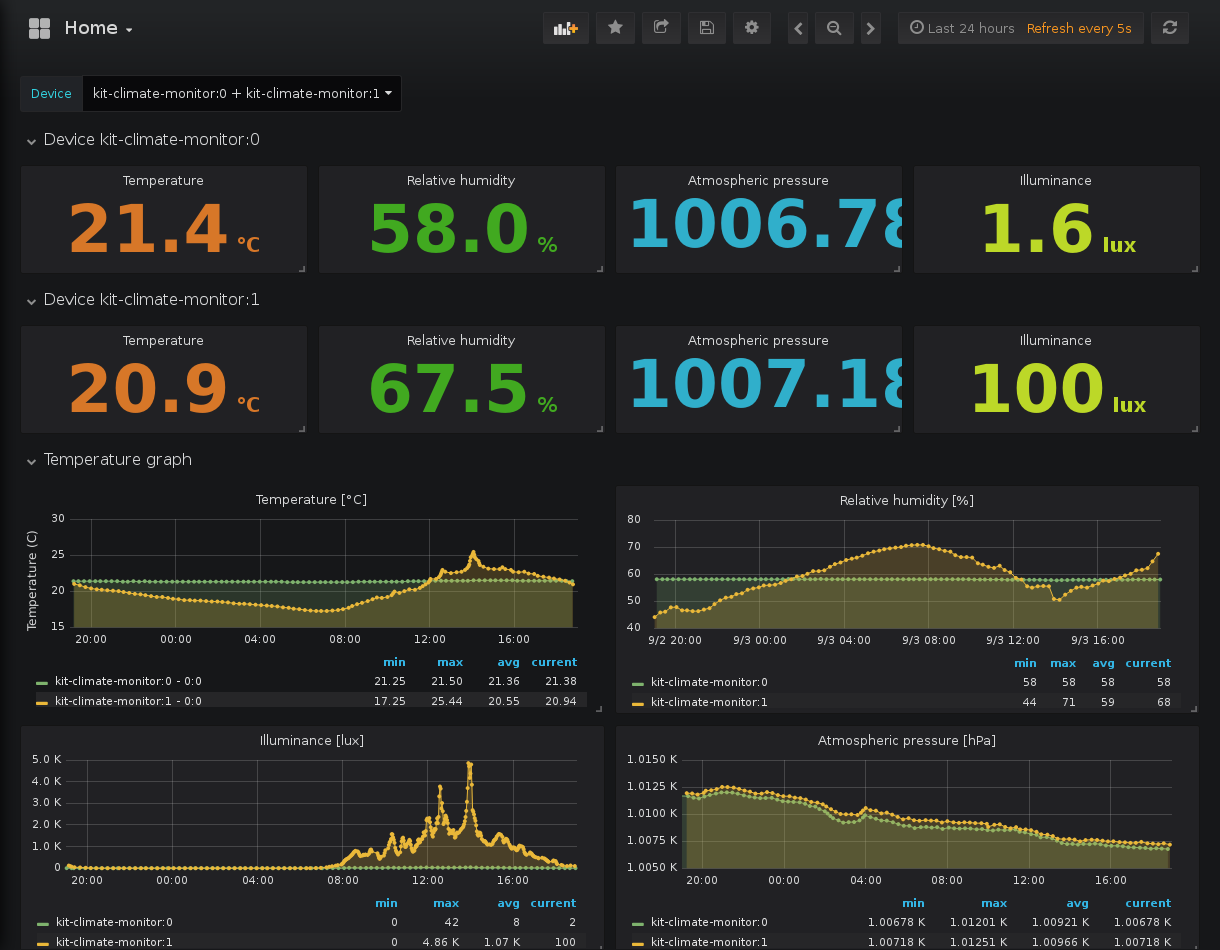 Home
Last 24 hours Refresh every 5s
Device kit-climate-monitor:0 + kit-climate-monitor:1
Device kit-climate-monitor:0
Temperature Relative humidity Atmospheric pressure Illuminance
21.4 °C 58.0 % 1006.78 1.6 lux
Device kit-climate-monitor:1
Temperature Relative humidity Atmospheric pressure Illuminance
20.9 °C 67.5 % 1007.18 100 lux
Temperature graph
Temperature [°C]
Temperature (C)
30
25
20
15
20:00 00:00 04:00 08:00 12:00 16:00
min max avg current
kit-climate-monitor:0 - 0:0 21.25 21.50 21.36 21.38
kit-climate-monitor:1 - 0:0 17.25 25.44 20.55 20.94
Relative humidity [%]
80
70
60
50
40
9/2 20:00 9/3 00:00 9/3 04:00 9/3 08:00 9/3 12:00 9/3 16:00
min max avg current
kit-climate-monitor:0 58 58 58 58
kit-climate-monitor:1 44 71 59 68
Illuminance [lux]
5.0 K
4.0 K
3.0 K
2.0 K
1.0 K
0
20:00 00:00 04:00 08:00 12:00 16:00
min max avg current
kit-climate-monitor:0 0 42 8 2
kit-climate-monitor:1 0 4.86 K 1.07 K 100
Atmospheric pressure [hPa]
1.0150 K
1.0125 K
1.0100 K
1.0075 K
1.0050 K
20:00 00:00 04:00 08:00 12:00 16:00
min max avg current
kit-climate-monitor:0 1.00678 K 1.01201 K 1.00921 K 1.00678 K
kit-climate-monitor:1 1.00718 K 1.01251 K 1.00966 K 1.00718 K